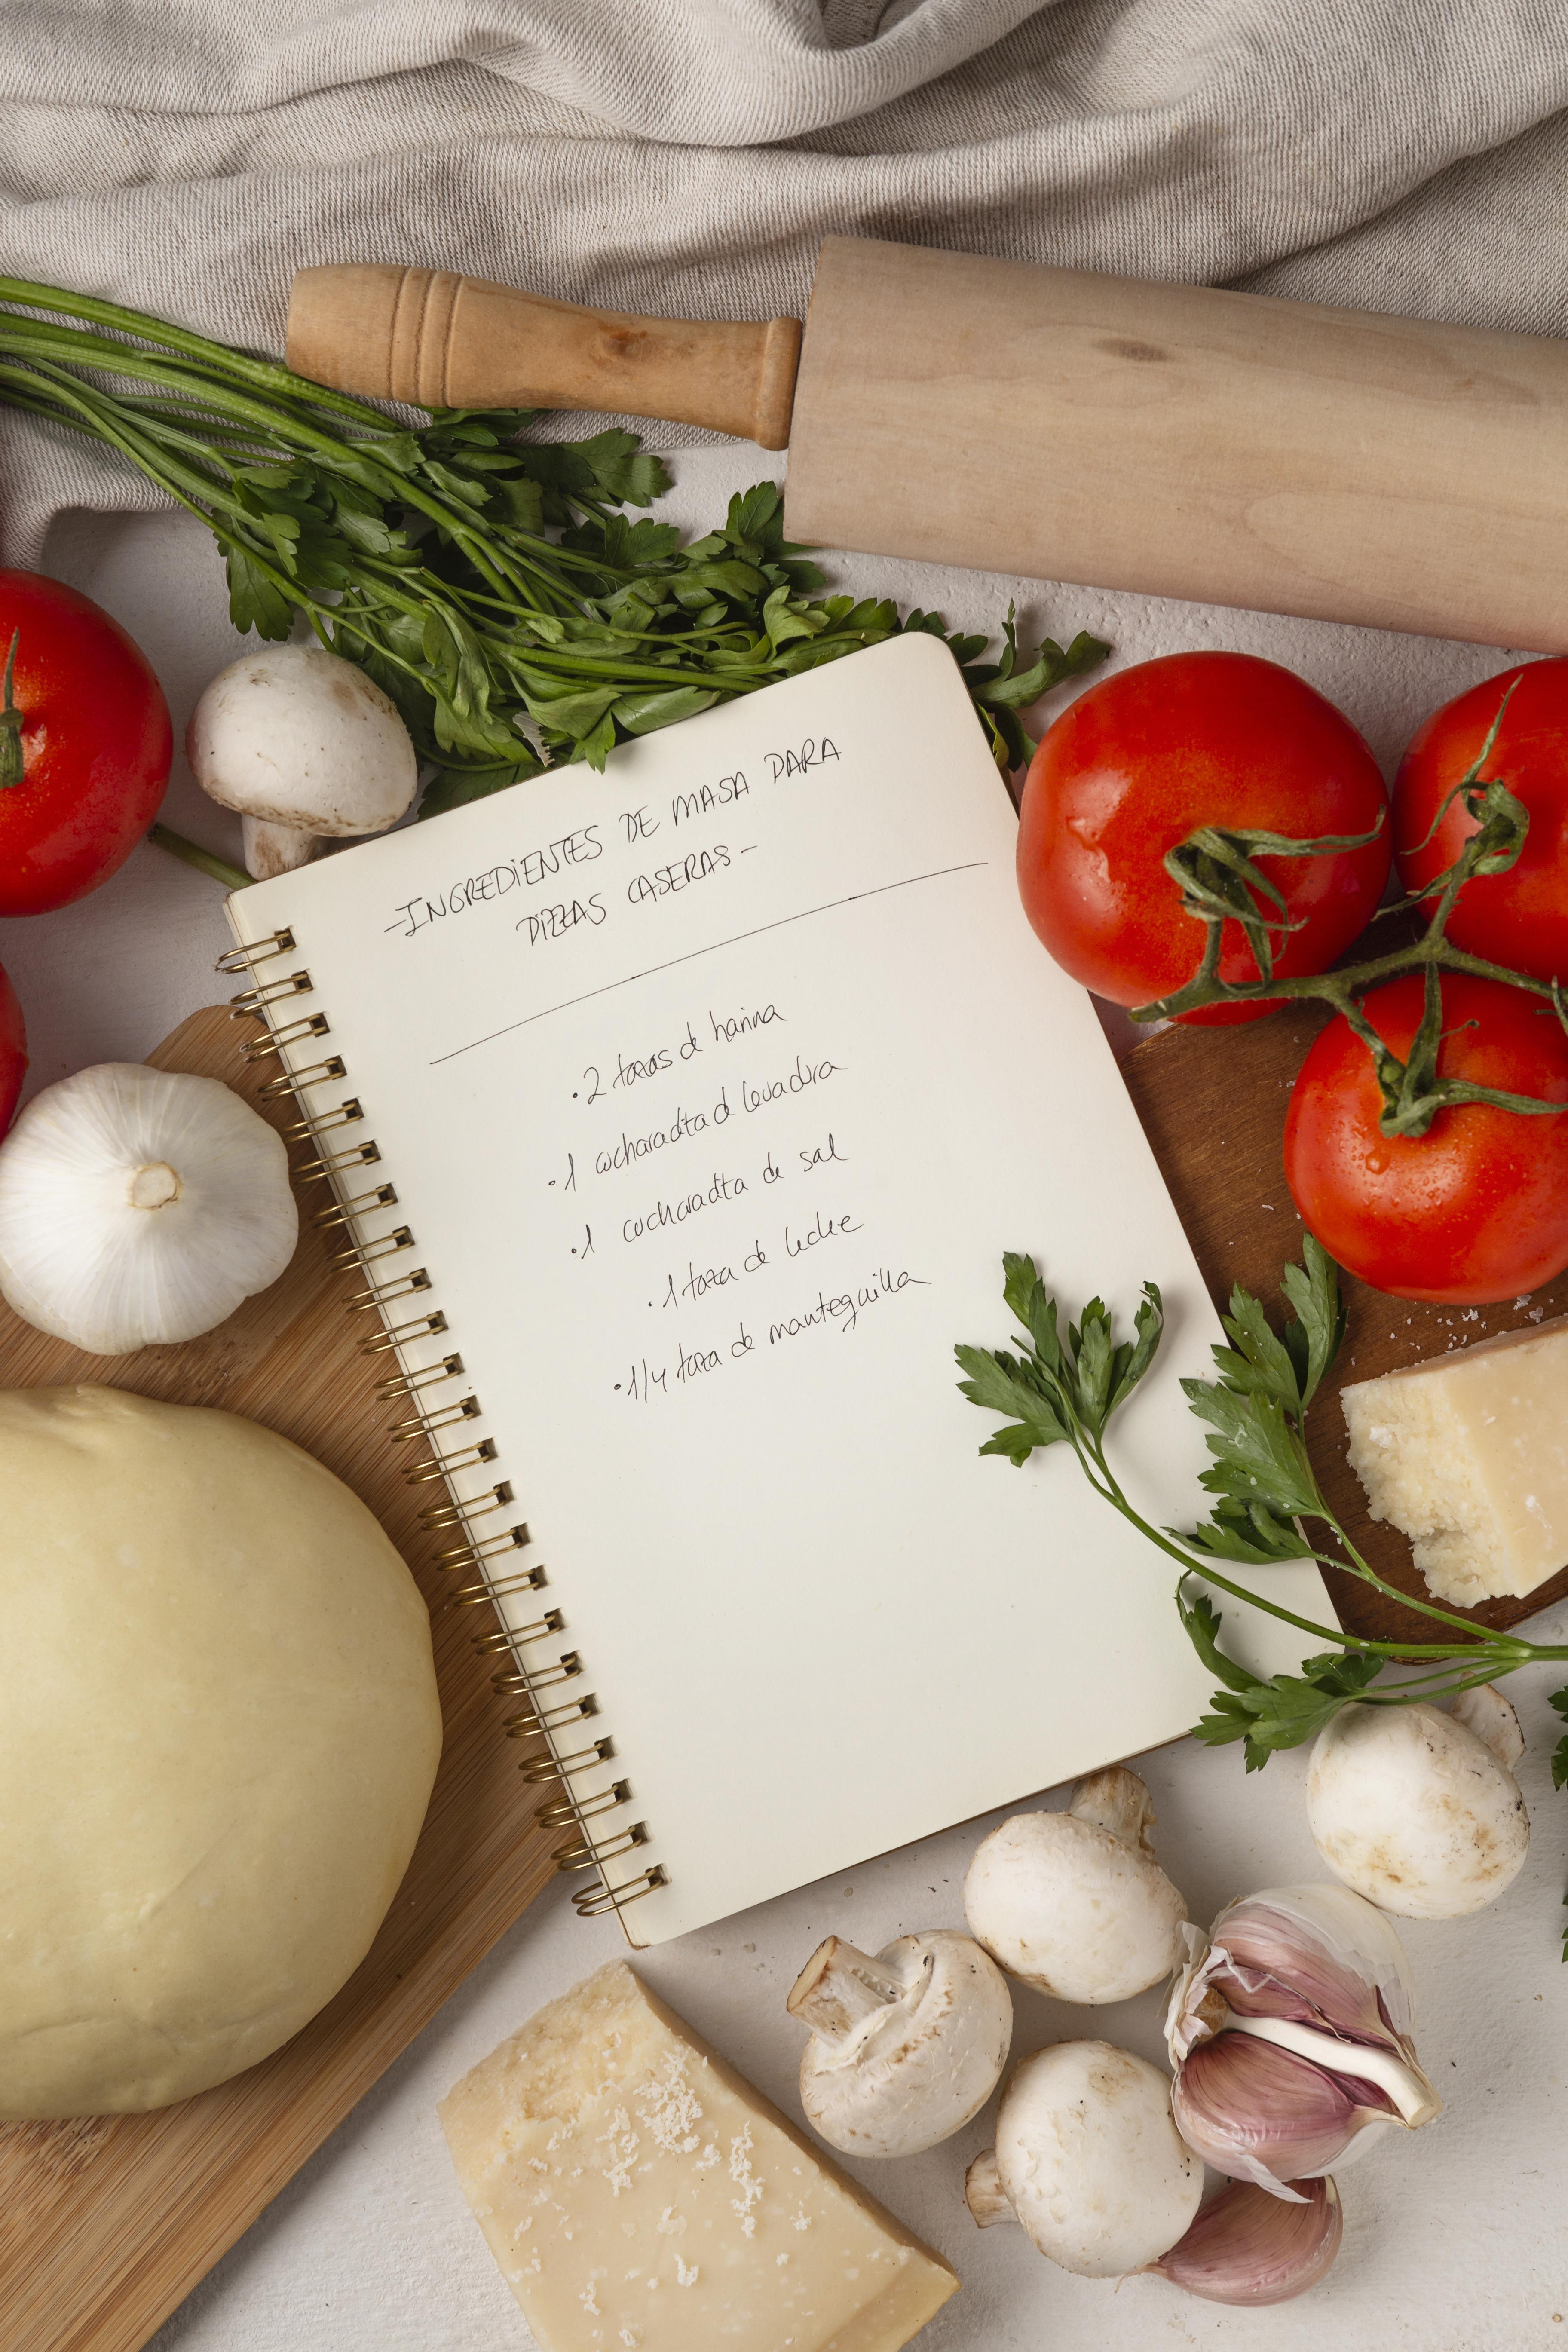 -INGREDIENTES DE MASA PARA
PIZZAS CASERAS-
·2 tazas de harina
·1 cucharadita d levadura
·1 cucharadita de sal
·1 taza de leche
·1/4 taza de mantequilla